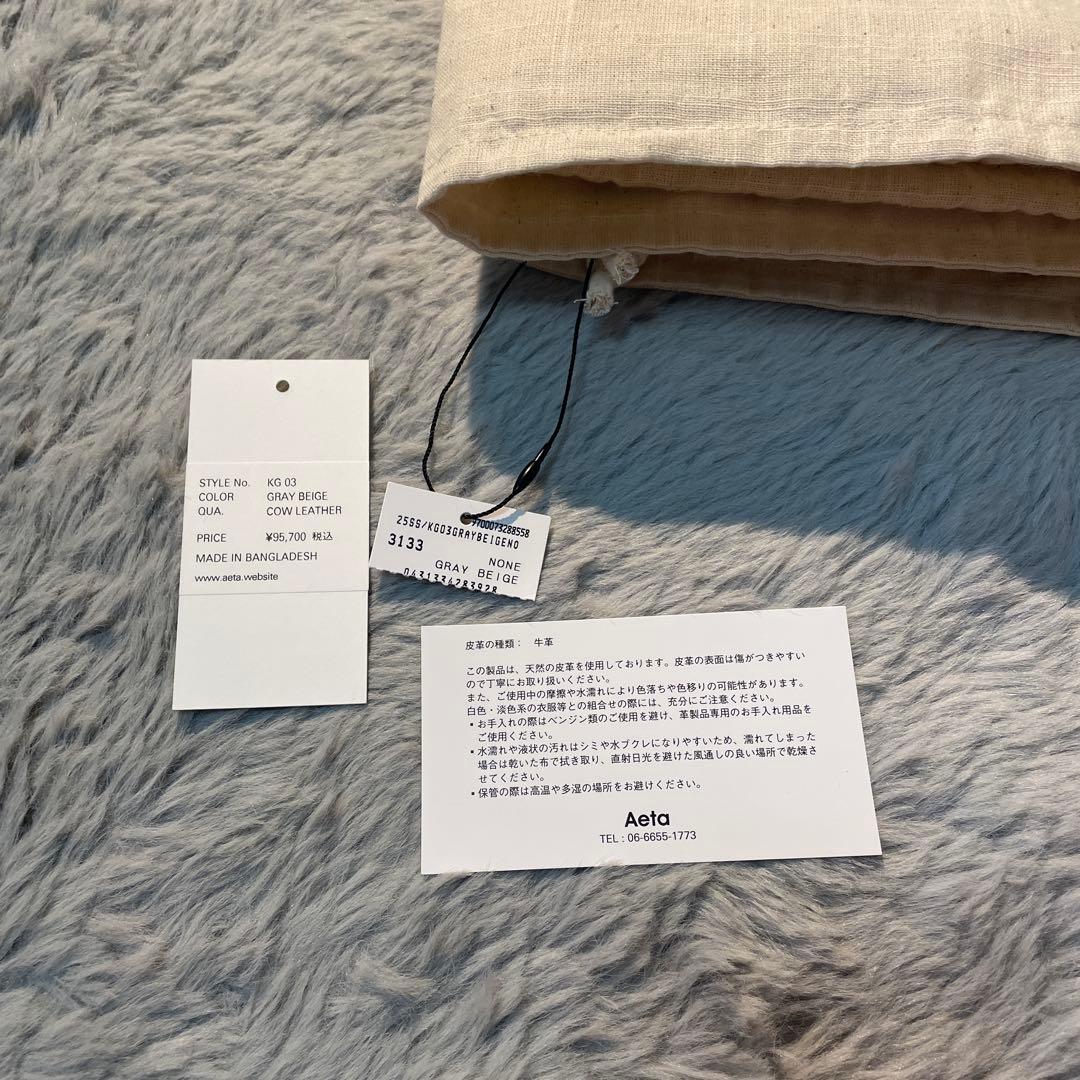 STYLE No. KG 03
COLOR GRAY BEIGE
QUA. COW LEATHER
PRICE ¥95,700 税込
MADE IN BANGLADESH
www.aeta.website
9700073288558
25SS/KG03GRAYBEIGENO
3133
NONE
GRAY BEIGE
0431334283928
皮革の種類： 牛革
この製品は、天然の皮革を使用しております。皮革の表面は傷がつきやすい
ので丁寧にお取り扱いください。
また、ご使用中の摩擦や水濡れにより色落ちや色移りの可能性があります。
白色・淡色系の衣服等との組合せの際には、充分にご注意ください。
▪お手入れの際はベンジン類のご使用を避け、革製品専用のお手入れ用品を
ご使用ください。
▪水濡れや液状の汚れはシミや水ブクレになりやすいため、濡れてしまった
場合は乾いた布で拭き取り、直射日光を避けた風通しの良い場所で乾燥さ
せてください。
▪保管の際は高温や多湿の場所をお避けください。
Aeta
TEL : 06-6655-1773